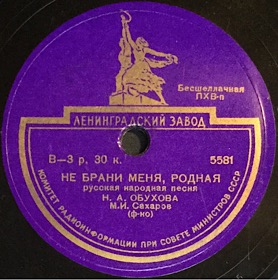 Бесшеллачная
ПХВ-п
ЛЕНИНГРАДСКИЙ ЗАВОД
В—3 р. 30 к.
5581
НЕ БРАНИ МЕНЯ, РОДНАЯ
русская народная песня
Н. А. ОБУХОВА
М.И. Сахаров
(ф-но)
КОМИТЕТ РАДИОИНФОРМАЦИИ ПРИ СОВЕТЕ МИНИСТРОВ СССР